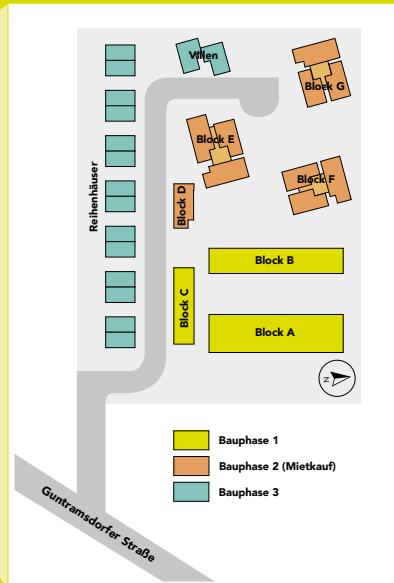 Villen
Block G
Block E
Reihenhäuser
Block F
Block D
Block B
Block C
Block A
N
Bauphase 1
Bauphase 2 (Mietkauf)
Bauphase 3
Guntramsdorfer Straße